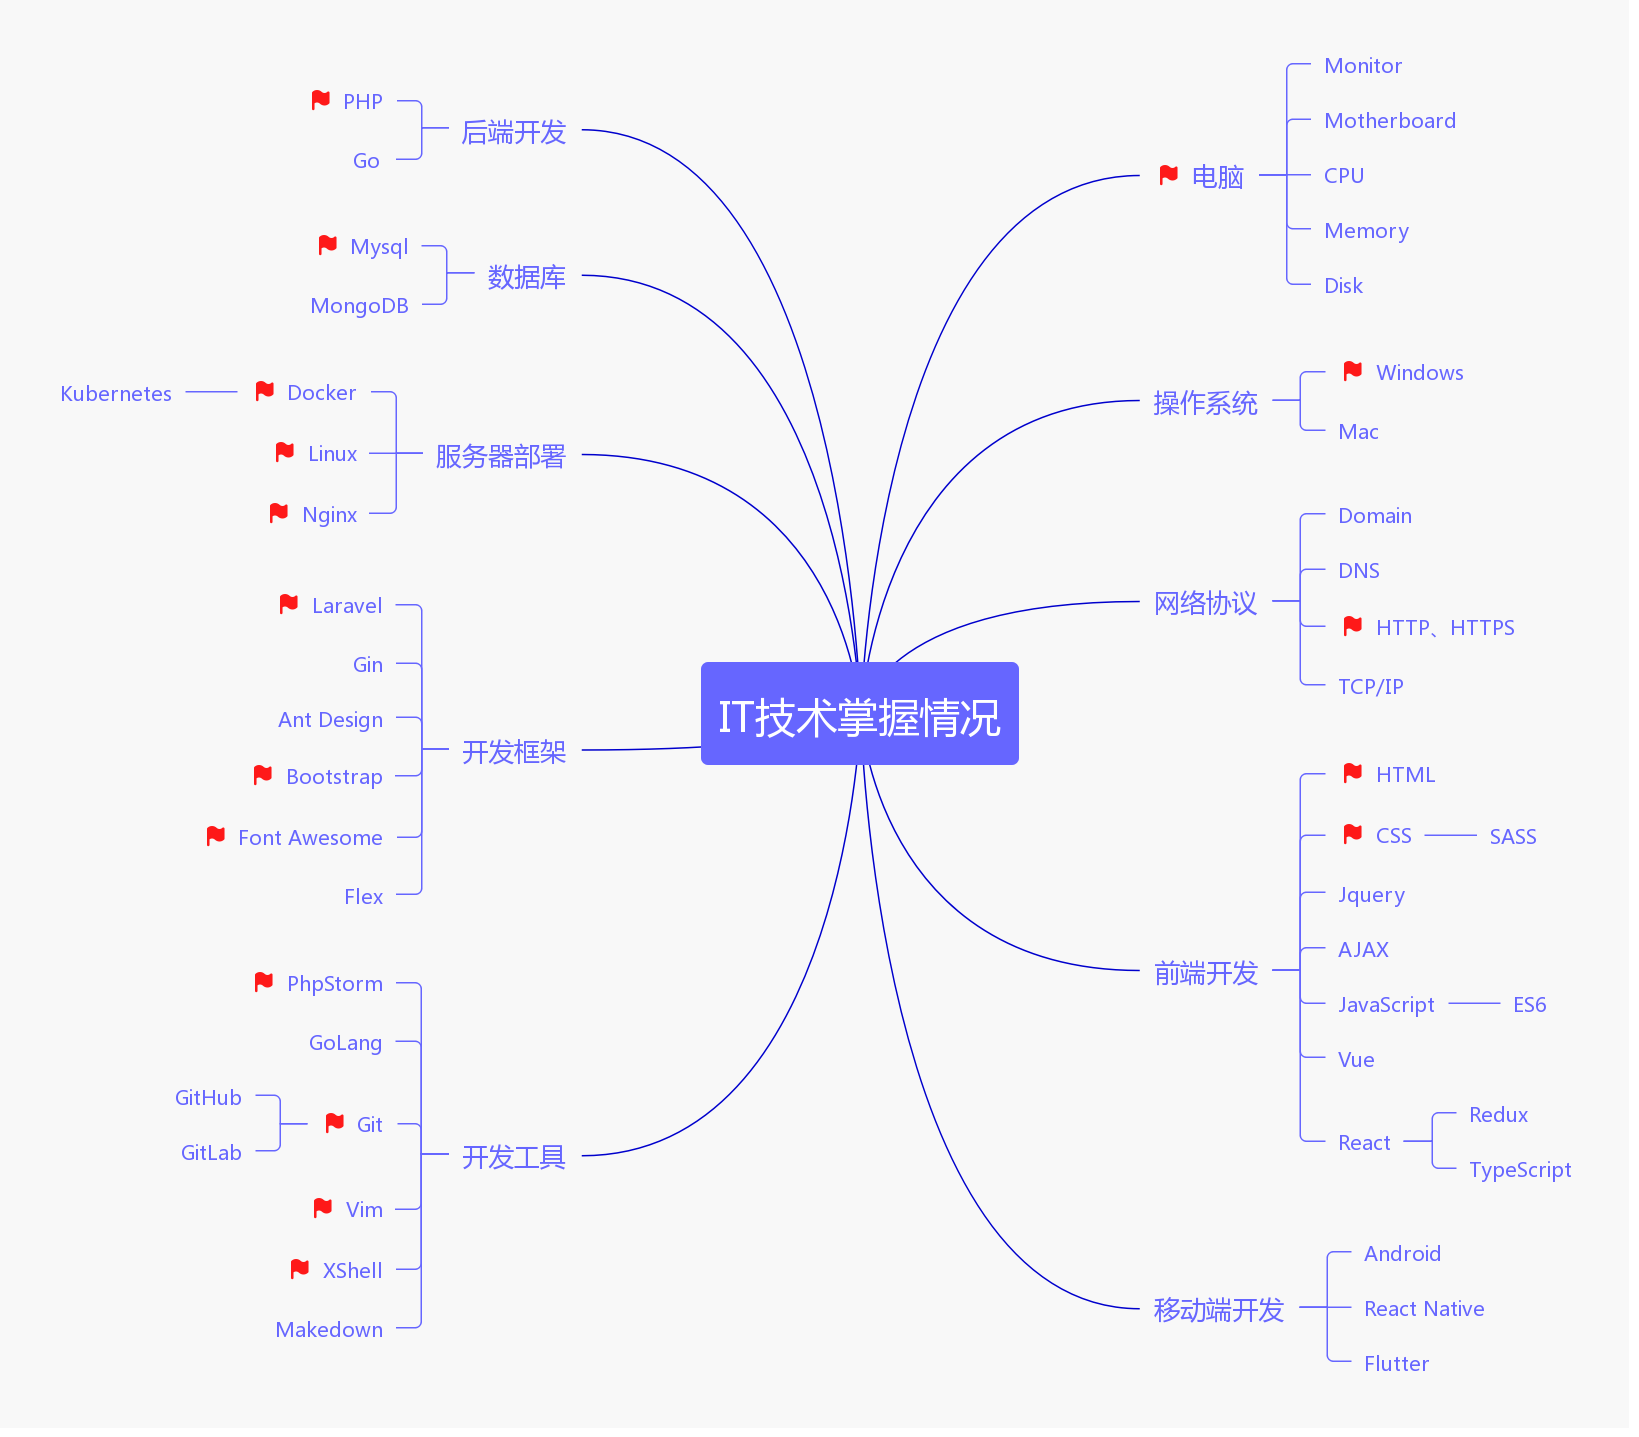 IT技术掌握情况
电脑
Monitor
Motherboard
CPU
Memory
Disk
操作系统
Windows
Mac
网络协议
Domain
DNS
HTTP、HTTPS
TCP/IP
前端开发
HTML
CSS
SASS
Jquery
AJAX
JavaScript
ES6
Vue
React
Redux
TypeScript
移动端开发
Android
React Native
Flutter
后端开发
PHP
Go
数据库
Mysql
MongoDB
服务器部署
Docker
Kubernetes
Linux
Nginx
开发框架
Laravel
Gin
Ant Design
Bootstrap
Font Awesome
Flex
开发工具
PhpStorm
GoLang
Git
GitHub
GitLab
Vim
XShell
Makedown